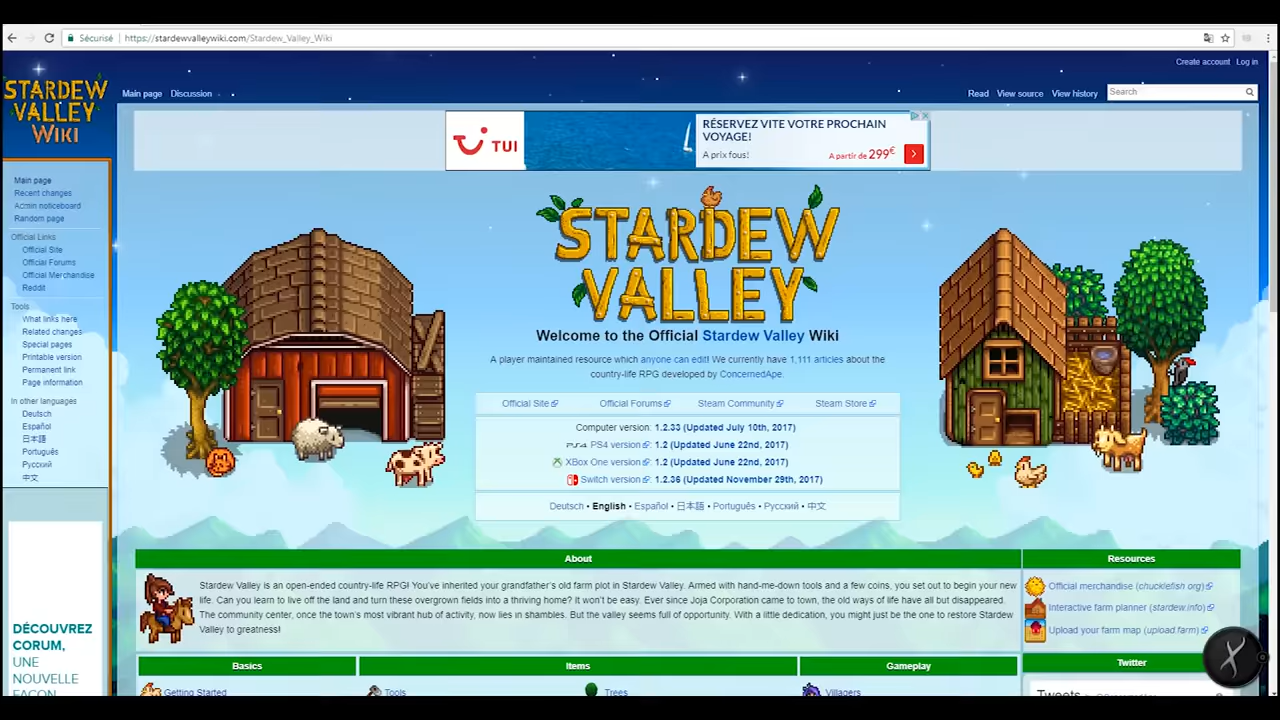 Sécurisé | https://stardewvalleywiki.com/Stardew_Valley_Wiki
Create account Log in
STARDEW
VALLEY
WIKI
Main page Discussion Read View source View history Search
TUI
RÉSERVEZ VITE VOTRE PROCHAIN
VOYAGE!
A prix fous! A partir de 299€
Main page
Recent changes
Admin noticeboard
Random page
Official Links
Official Site
Official Forums
Official Merchandise
Reddit
Tools
What links here
Related changes
Special pages
Printable version
Permanent link
Page information
In other languages
Deutsch
Español
日本語
Português
Русский
中文
DÉCOUVREZ
CORUM,
UNE
NOUVELLE
FAÇON
STARDEW
VALLEY
Welcome to the Official Stardew Valley Wiki
A player maintained resource which anyone can edit! We currently have 1,111 articles about the
country-life RPG developed by ConcernedApe.
Official Site Official Forums Steam Community Steam Store
Computer version: 1.2.33 (Updated July 10th, 2017)
PS4 PS4 version: 1.2 (Updated June 22nd, 2017)
XBox One version: 1.2 (Updated June 22nd, 2017)
Switch version: 1.2.36 (Updated November 29th, 2017)
Deutsch • English • Español • 日本語 • Português • Русский • 中文
About
Stardew Valley is an open-ended country-life RPG! You've inherited your grandfather's old farm plot in Stardew Valley. Armed with hand-me-down tools and a few coins, you set out to begin your new
life. Can you learn to live off the land and turn these overgrown fields into a thriving home? It won't be easy. Ever since Joja Corporation came to town, the old ways of life have all but disappeared.
The community center, once the town's most vibrant hub of activity, now lies in shambles. But the valley seems full of opportunity. With a little dedication, you might just be the one to restore Stardew
Valley to greatness!
Resources
Official merchandise (chucklefish.org)
Interactive farm planner (stardew.info)
Upload your farm map (upload.farm)
Basics Items Gameplay
Getting Started Tools Trees Villagers
Twitter
Tweets